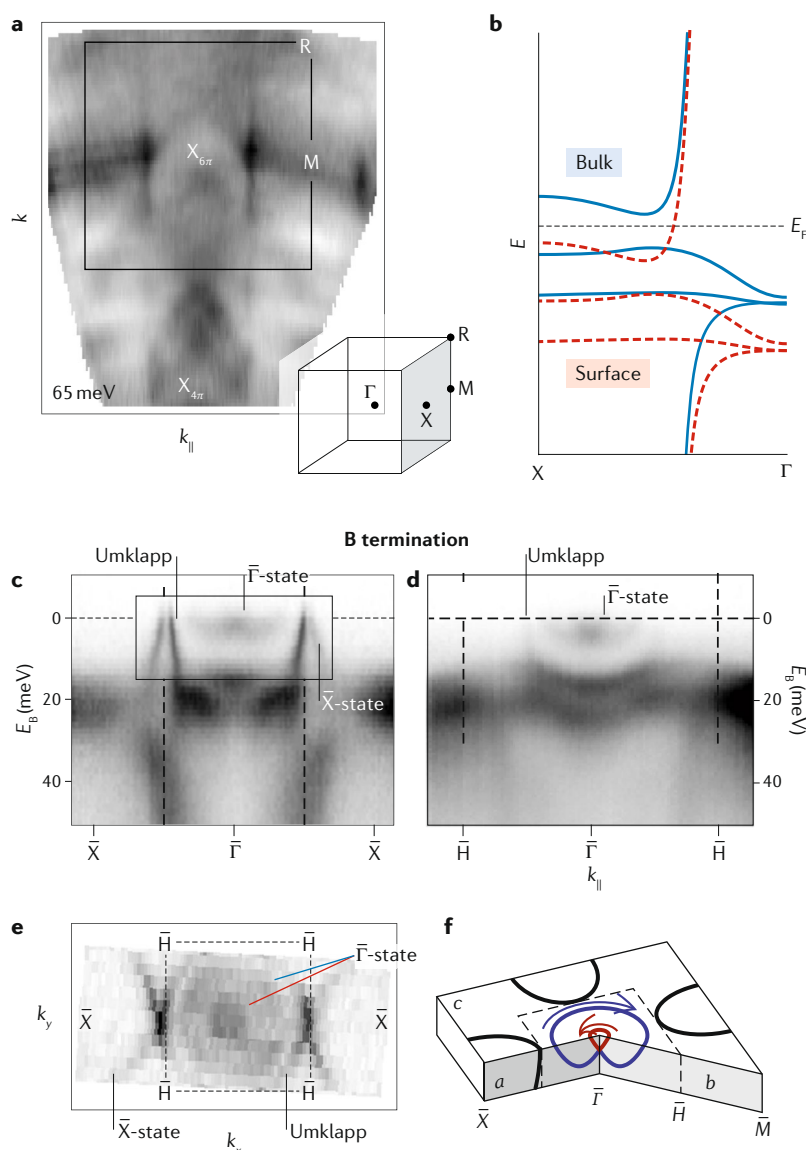 a
R
X6π
M
k
65 meV
X4π
k||
Γ
R
M
X
b
Bulk
E
EF
Surface
X
Γ
B termination
c
Umklapp
Γ̄-state
0
20
40
EB (meV)
X̄-state
X̄
Γ̄
X̄
d
Umklapp
Γ̄-state
0
20
40
EB (meV)
H̄
Γ̄
H̄
k||
e
H̄
H̄
Γ̄-state
ky
X̄
X̄
H̄
H̄
X̄-state
kx
Umklapp
f
c
a
b
X̄
Γ̄
H̄
M̄